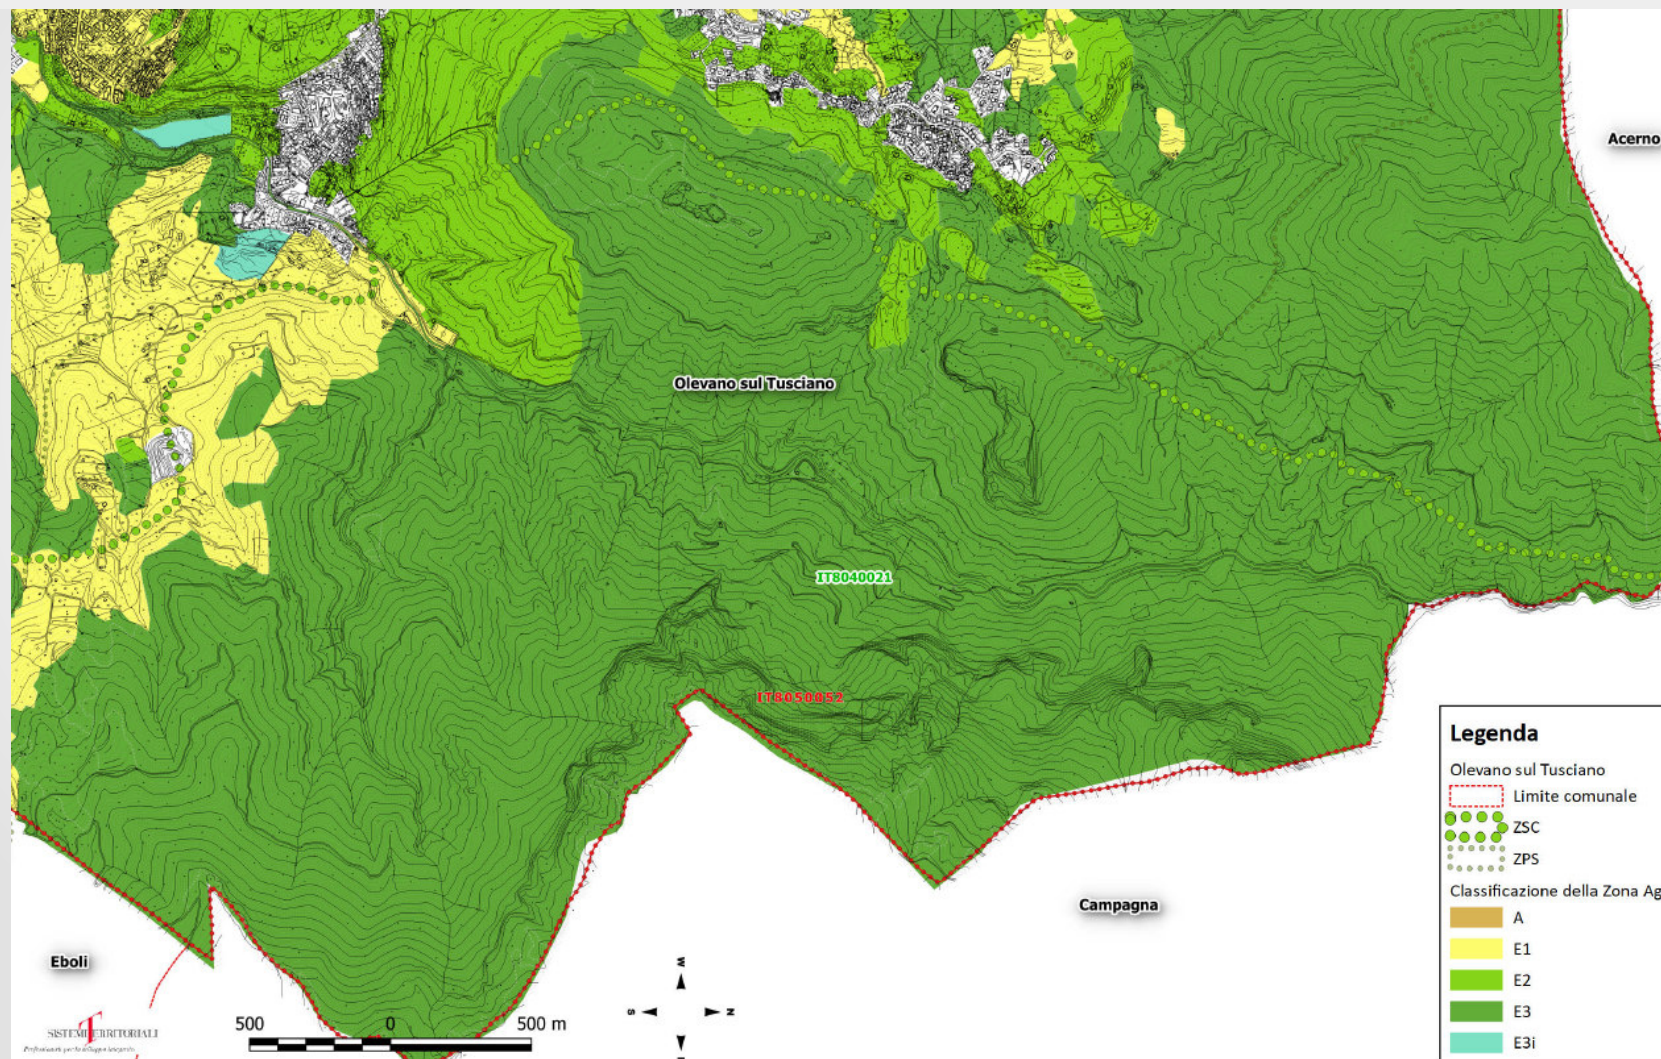 Acerno
Olevano sul Tusciano
IT8040021
IT8050052
Campagna
Eboli
SISTEMI TERRITORIALI
500 0 500 m
W
S N
Legenda
Olevano sul Tusciano
Limite comunale
ZSC
ZPS
Classificazione della Zona Ag
A
E1
E2
E3
E3i